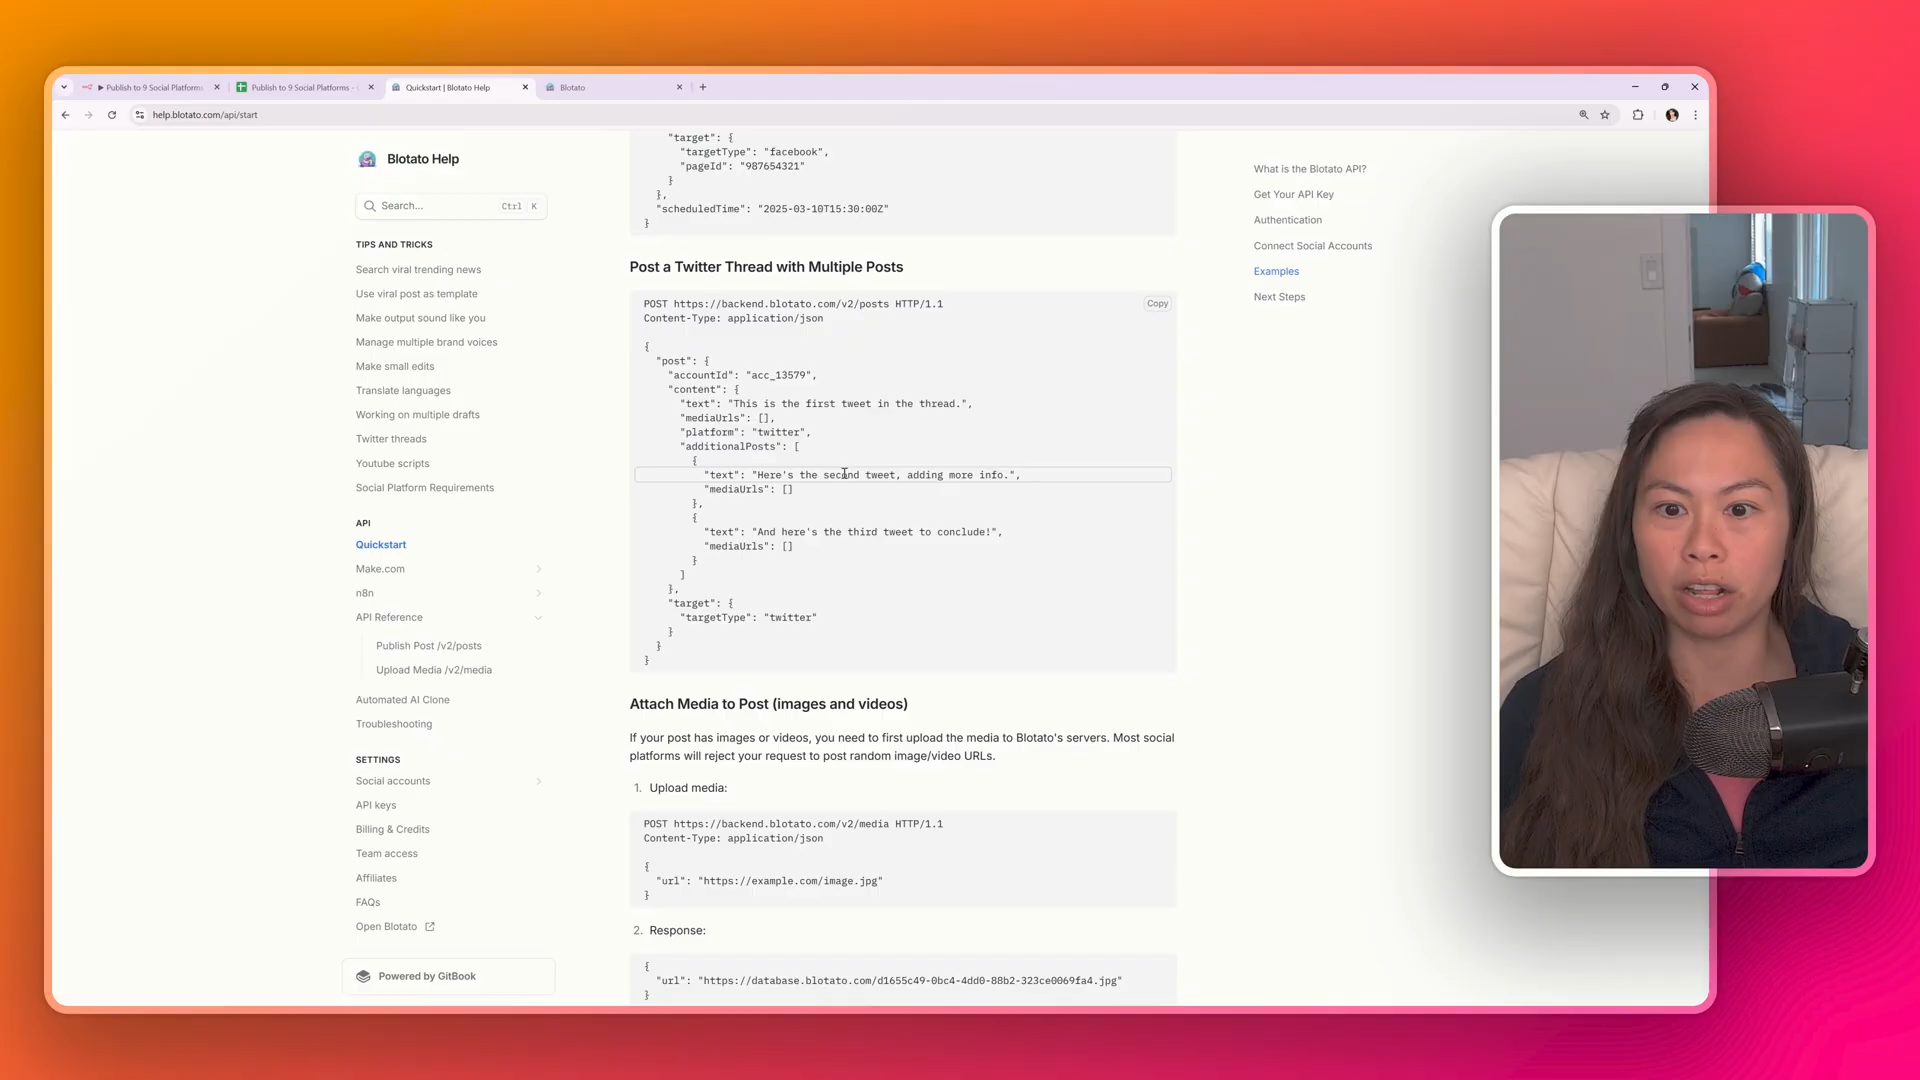 ▶ Publish to 9 Social Platforms
Publish to 9 Social Platforms -
Quickstart | Blotato Help
Blotato
help.blotato.com/api/start
Blotato Help
Search...
Ctrl K
TIPS AND TRICKS
Search viral trending news
Use viral post as template
Make output sound like you
Manage multiple brand voices
Make small edits
Translate languages
Working on multiple drafts
Twitter threads
Youtube scripts
Social Platform Requirements
API
Quickstart
Make.com
n8n
API Reference
Publish Post /v2/posts
Upload Media /v2/media
Automated AI Clone
Troubleshooting
SETTINGS
Social accounts
API keys
Billing & Credits
Team access
Affiliates
FAQs
Open Blotato
Powered by GitBook
"target": {
"targetType": "facebook",
"pageId": "987654321"
}
},
"scheduledTime": "2025-03-10T15:30:00Z"
}
Post a Twitter Thread with Multiple Posts
Copy
POST https://backend.blotato.com/v2/posts HTTP/1.1
Content-Type: application/json
{
"post": {
"accountId": "acc_13579",
"content": {
"text": "This is the first tweet in the thread.",
"mediaUrls": [],
"platform": "twitter",
"additionalPosts": [
{
"text": "Here's the second tweet, adding more info.",
"mediaUrls": []
},
{
"text": "And here's the third tweet to conclude!",
"mediaUrls": []
}
]
},
"target": {
"targetType": "twitter"
}
}
}
Attach Media to Post (images and videos)
If your post has images or videos, you need to first upload the media to Blotato's servers. Most social
platforms will reject your request to post random image/video URLs.
1. Upload media:
POST https://backend.blotato.com/v2/media HTTP/1.1
Content-Type: application/json
{
"url": "https://example.com/image.jpg"
}
2. Response:
{
"url": "https://database.blotato.com/d1655c49-0bc4-4dd0-88b2-323ce0069fa4.jpg"
}
What is the Blotato API?
Get Your API Key
Authentication
Connect Social Accounts
Examples
Next Steps